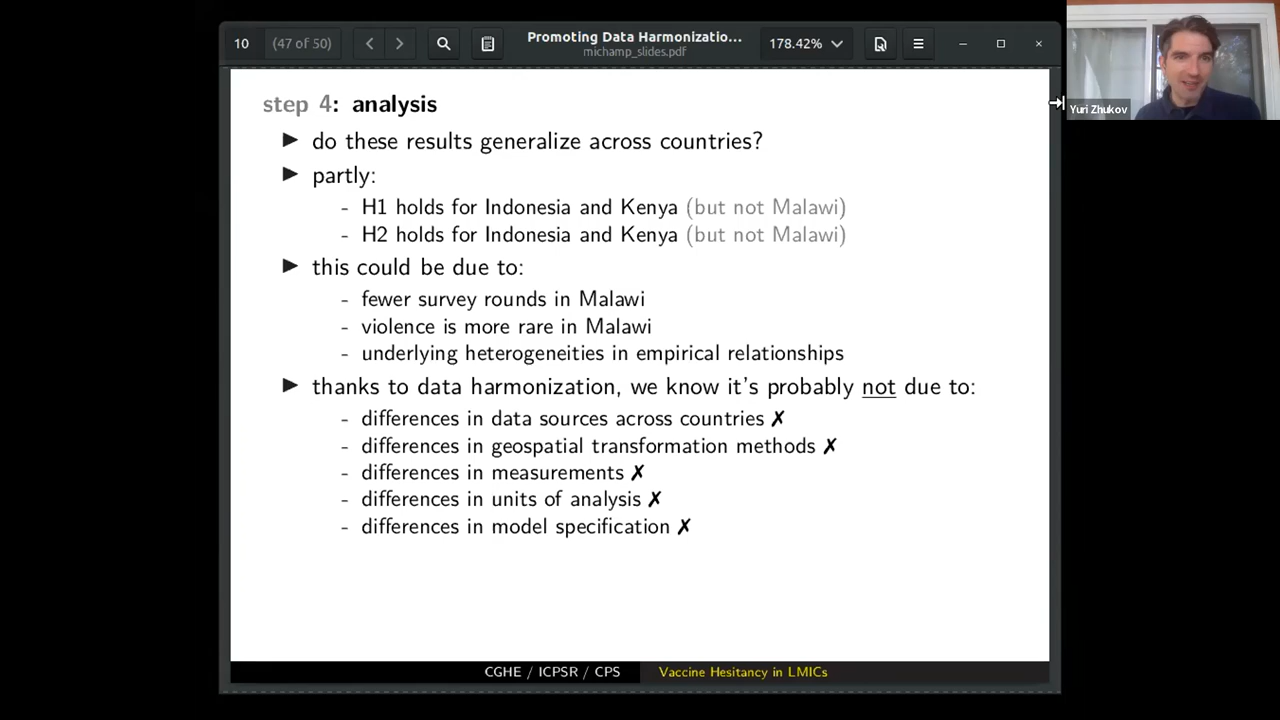 10 (47 of 50) Promoting Data Harmonizatio... 178.42%
michamp_slides.pdf
Yuri Zhukov
step 4: analysis
▶ do these results generalize across countries?
▶ partly:
- H1 holds for Indonesia and Kenya (but not Malawi)
- H2 holds for Indonesia and Kenya (but not Malawi)
▶ this could be due to:
- fewer survey rounds in Malawi
- violence is more rare in Malawi
- underlying heterogeneities in empirical relationships
▶ thanks to data harmonization, we know it's probably not due to:
- differences in data sources across countries ✗
- differences in geospatial transformation methods ✗
- differences in measurements ✗
- differences in units of analysis ✗
- differences in model specification ✗
CGHE / ICPSR / CPS Vaccine Hesitancy in LMICs